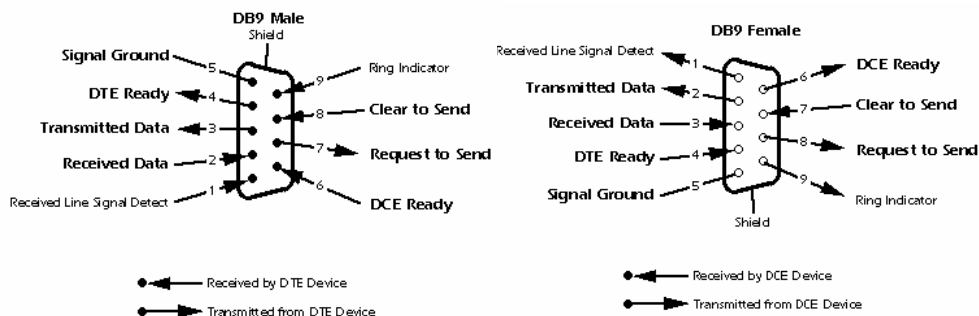 DB9 Male
Shield
Signal Ground
5
9
Ring Indicator
DTE Ready
4
8
Clear to Send
Transmitted Data
3
7
Request to Send
Received Data
2
6
DCE Ready
Received Line Signal Detect
1
Received by DTE Device
Transmitted from DTE Device
DB9 Female
Received Line Signal Detect
1
6
DCE Ready
Transmitted Data
2
7
Clear to Send
Received Data
3
8
Request to Send
DTE Ready
4
9
Ring Indicator
Signal Ground
5
Shield
Received by DCE Device
Transmitted from DCE Device